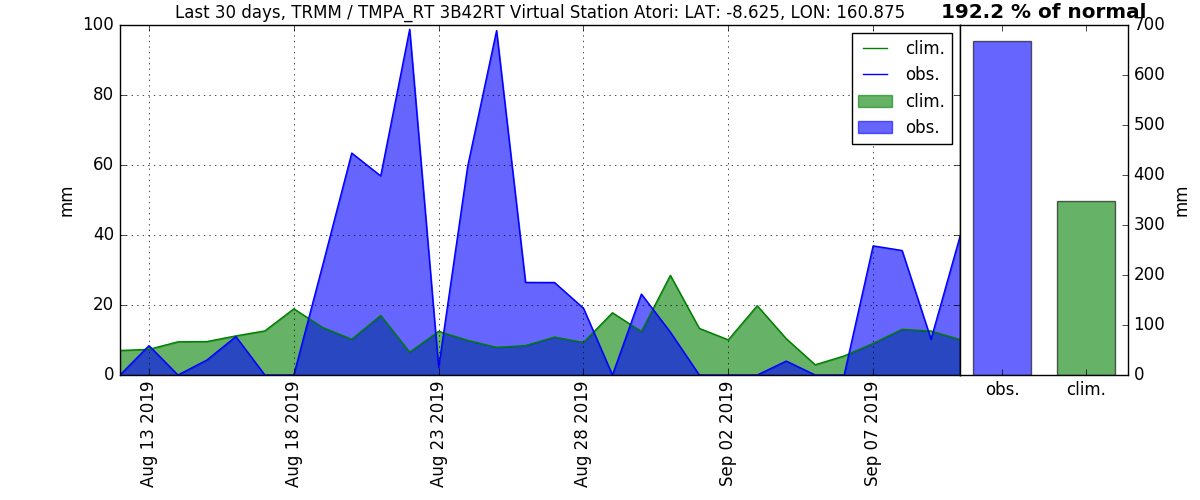 Last 30 days, TRMM / TMPA_RT 3B42RT Virtual Station Atori: LAT: -8.625, LON: 160.875
192.2 % of normal
100
80
60
40
20
0
mm
clim.
obs.
clim.
obs.
700
600
500
400
300
200
100
0
mm
Aug 13 2019
Aug 18 2019
Aug 23 2019
Aug 28 2019
Sep 02 2019
Sep 07 2019
obs.
clim.